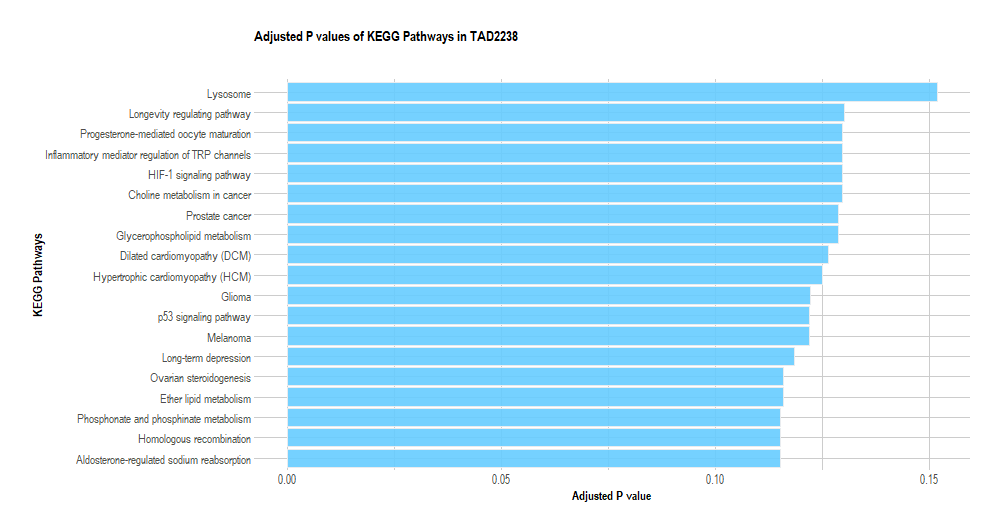 Adjusted P values of KEGG Pathways in TAD2238
KEGG Pathways
Lysosome
Longevity regulating pathway
Progesterone-mediated oocyte maturation
Inflammatory mediator regulation of TRP channels
HIF-1 signaling pathway
Choline metabolism in cancer
Prostate cancer
Glycerophospholipid metabolism
Dilated cardiomyopathy (DCM)
Hypertrophic cardiomyopathy (HCM)
Glioma
p53 signaling pathway
Melanoma
Long-term depression
Ovarian steroidogenesis
Ether lipid metabolism
Phosphonate and phosphinate metabolism
Homologous recombination
Aldosterone-regulated sodium reabsorption
0.00 0.05 0.10 0.15
Adjusted P value